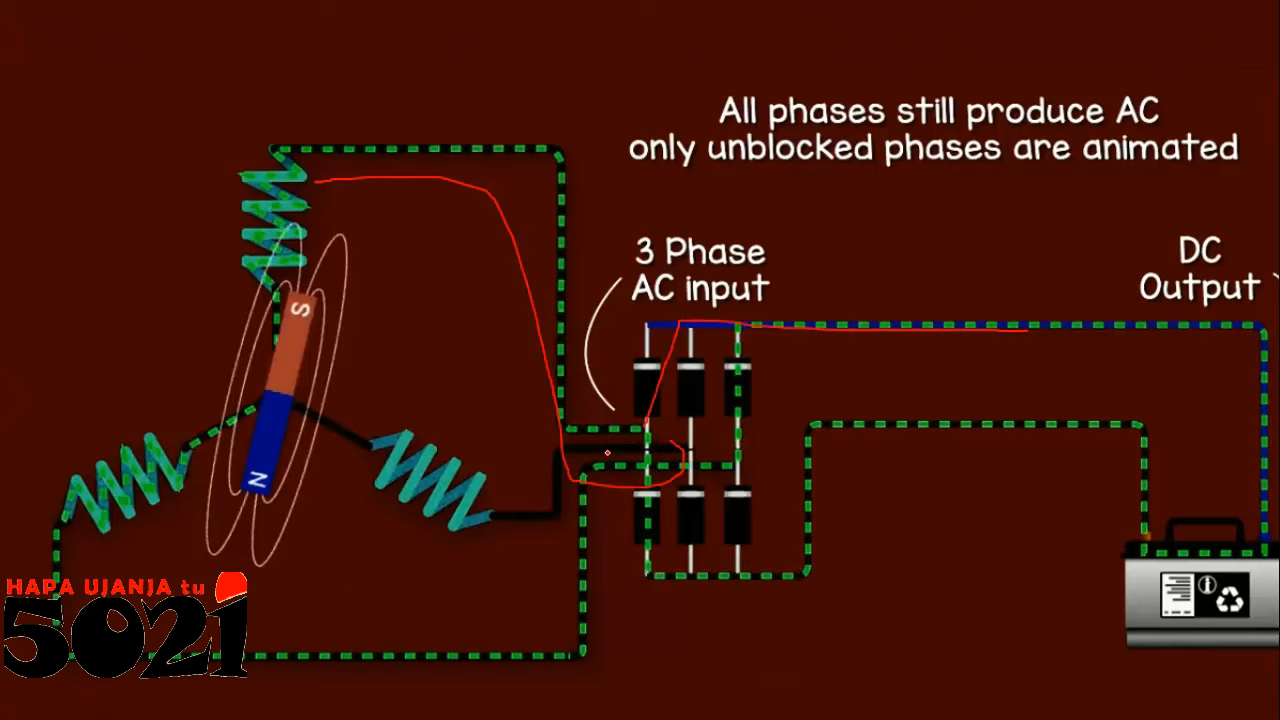 All phases still produce AC
only unblocked phases are animated
3 Phase
AC input
DC
Output
S
N
HAPA UJANJA tu
5021